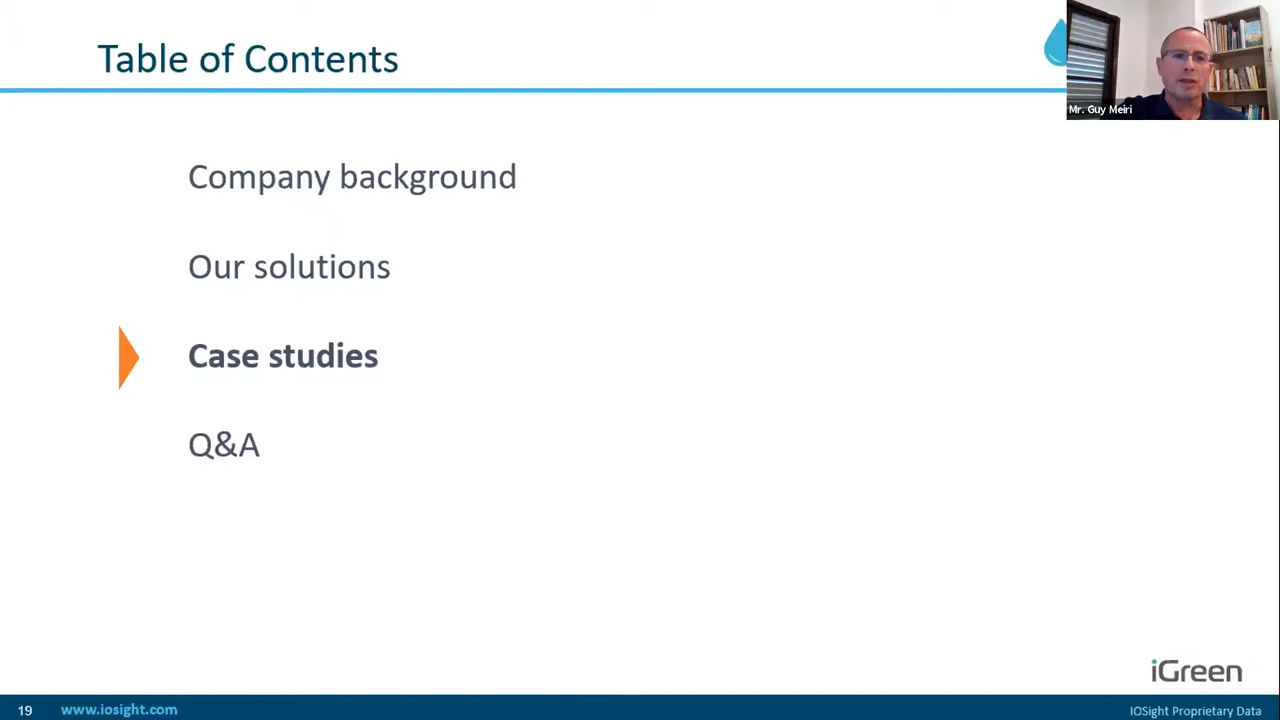 Table of Contents
Mr. Guy Meiri
Company background
Our solutions
Case studies
Q&A
iGreen
19
www.iosight.com
IOSight Proprietary Data